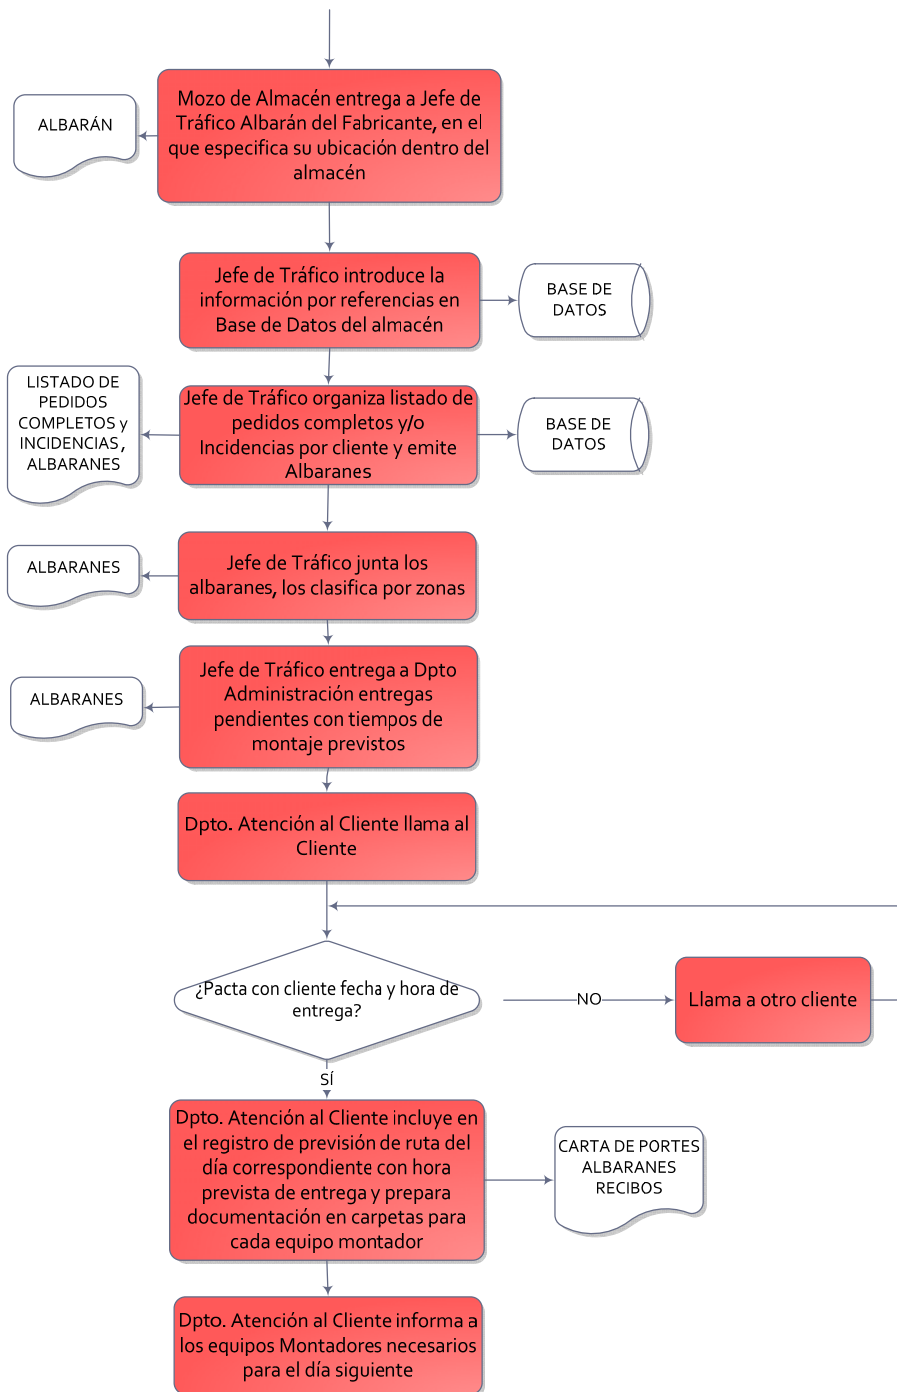 Mozo de Almacén entrega a Jefe de
Tráfico Albarán del Fabricante, en el
que especifica su ubicación dentro del
almacén
ALBARÁN
Jefe de Tráfico introduce la
información por referencias en
Base de Datos del almacén
BASE DE
DATOS
Jefe de Tráfico organiza listado de
pedidos completos y/o
Incidencias por cliente y emite
Albaranes
LISTADO DE
PEDIDOS
COMPLETOS y
INCIDENCIAS,
ALBARANES
BASE DE
DATOS
Jefe de Tráfico junta los
albaranes, los clasifica por zonas
ALBARANES
Jefe de Tráfico entrega a Dpto
Administración entregas
pendientes con tiempos de
montaje previstos
ALBARANES
Dpto. Atención al Cliente llama al
Cliente
¿Pacta con cliente fecha y hora de
entrega?
NO
Llama a otro cliente
SÍ
Dpto. Atención al Cliente incluye en
el registro de previsión de ruta del
día correspondiente con hora
prevista de entrega y prepara
documentación en carpetas para
cada equipo montador
CARTA DE PORTES
ALBARANES
RECIBOS
Dpto. Atención al Cliente informa a
los equipos Montadores necesarios
para el día siguiente